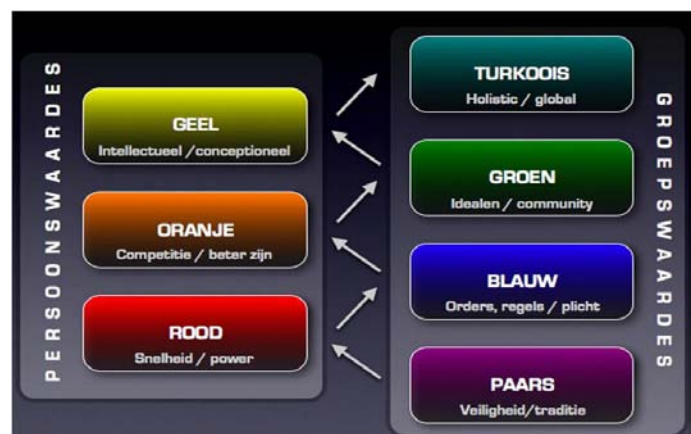 PERSOONSWAARDES
GEEL
Intellectueel / conceptioneel
ORANJE
Competitie / beter zijn
ROOD
Snelheid / power
TURKOOIS
Holistic / global
GROEN
Idealen / community
BLAUW
Orders, regels / plicht
PAARS
Veiligheid/traditie
GROEPSWAARDES